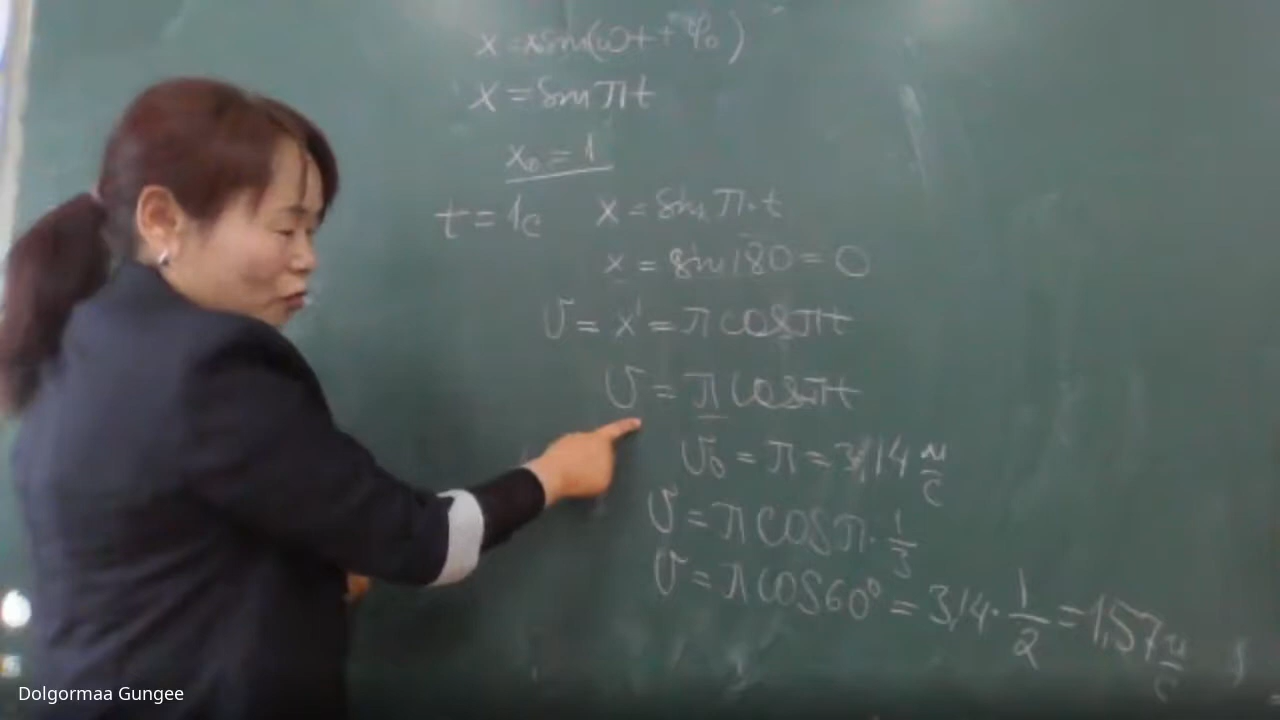 x = x sin(ωt + φ₀)
x = sin πt
x₀ = 1
t = 1c x = sin π·t
x = sin 180 = 0
υ = x' = π cos πt
υ = π cos πt
υ₀ = π = 3,14 м/c
υ = π cos π · 1/3
υ = π cos 60° = 3,14 · 1/2 = 1,57 м/c
Dolgormaa Gungee